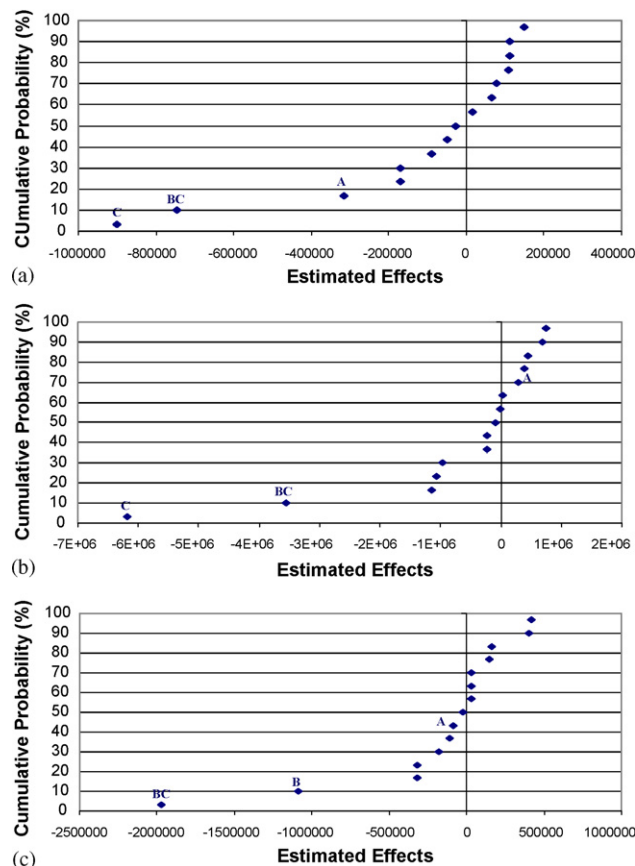 CUmulative Probability (%)
100
90
80
70
60
50
40
30
20
10
0
A
BC
C
-1000000 -800000 -600000 -400000 -200000 0 200000 400000
(a)
Estimated Effects
Cumulative Probability (%)
100
90
80
70
60
50
40
30
20
10
0
A
BC
C
-7E+06 -6E+06 -5E+06 -4E+06 -3E+06 -2E+06 -1E+06 0 1E+06 2E+06
(b)
Estimated Effects
Cumulative Probability (%)
100
90
80
70
60
50
40
30
20
10
0
A
B
BC
-2500000 -2000000 -1500000 -1000000 -500000 0 500000 1000000
(c)
Estimated Effects